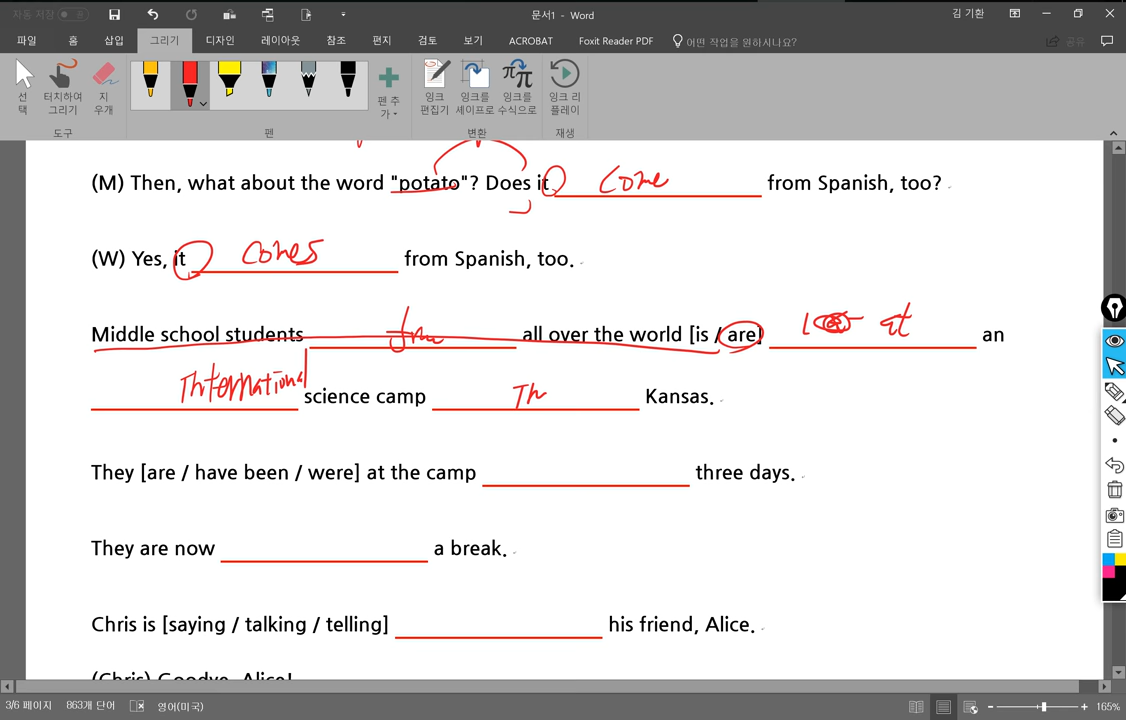 자동 저장
문서1 - Word
김 기환
파일 홈 삽입 그리기 디자인 레이아웃 참조 편지 검토 보기 ACROBAT Foxit Reader PDF 어떤 작업을 원하시나요? 공유
선택 터치하여 그리기 지우개 펜 추가 잉크 편집기 잉크를 셰이프로 잉크를 수식으로 잉크 리플레이
도구 펜 변환 재생
(M) Then, what about the word "potato"? Does it come from Spanish, too?
(W) Yes, it comes from Spanish, too.
Middle school students from all over the world [is / are] at an
International science camp In Kansas.
They [are / have been / were] at the camp three days.
They are now a break.
Chris is [saying / talking / telling] his friend, Alice.
(Chris) Goodye, Alice!
3/6 페이지 863개 단어 영어(미국) 165%